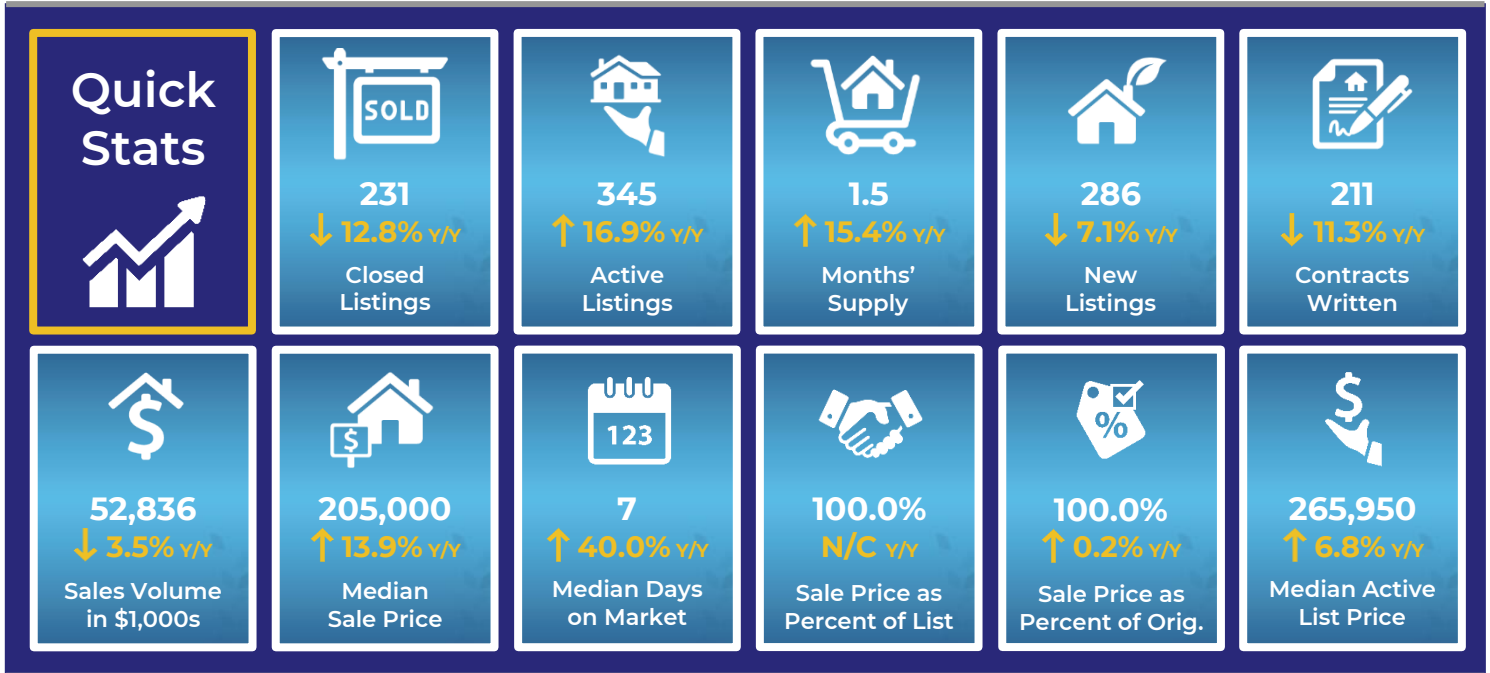 Quick
Stats
SOLD
231
↓ 12.8% Y/Y
Closed
Listings
345
↑ 16.9% Y/Y
Active
Listings
1.5
↑ 15.4% Y/Y
Months’
Supply
286
↓ 7.1% Y/Y
New
Listings
211
↓ 11.3% Y/Y
Contracts
Written
$
52,836
↓ 3.5% Y/Y
Sales Volume
in $1,000s
$
205,000
↑ 13.9% Y/Y
Median
Sale Price
123
7
↑ 40.0% Y/Y
Median Days
on Market
100.0%
N/C Y/Y
Sale Price as
Percent of List
%
100.0%
↑ 0.2% Y/Y
Sale Price as
Percent of Orig.
$
265,950
↑ 6.8% Y/Y
Median Active
List Price